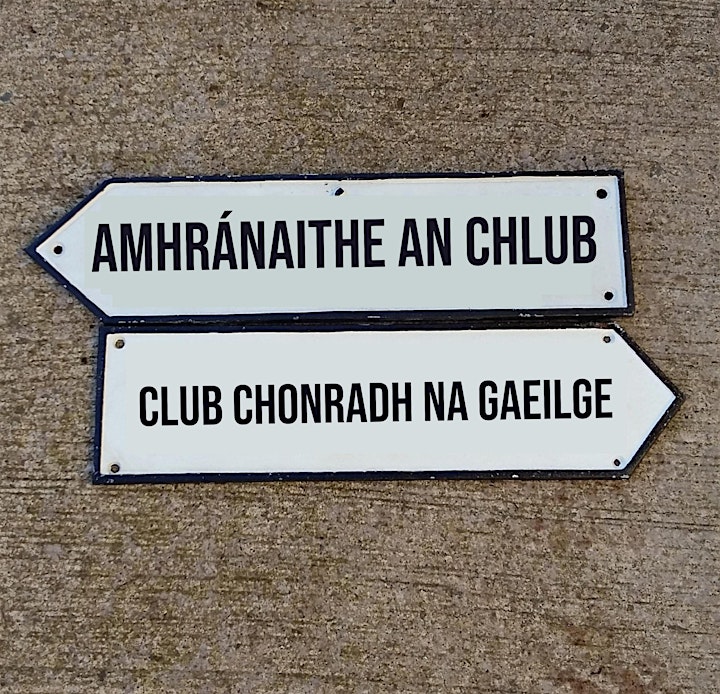 AMHRÁNAITHE AN CHLUB
CLUB CHONRADH NA GAEILGE